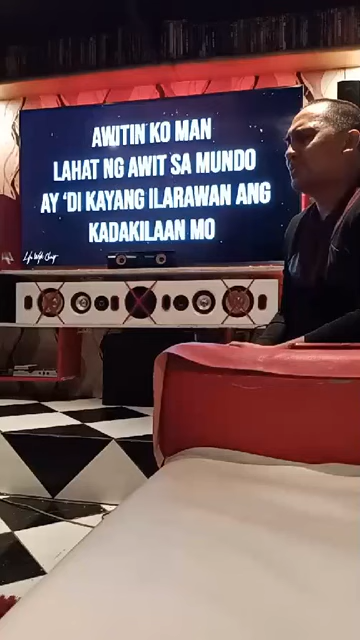 AWITIN KO MAN
LAHAT NG AWIT SA MUNDO
AY ‘DI KAYANG ILARAWAN ANG
KADAKILAAN MO